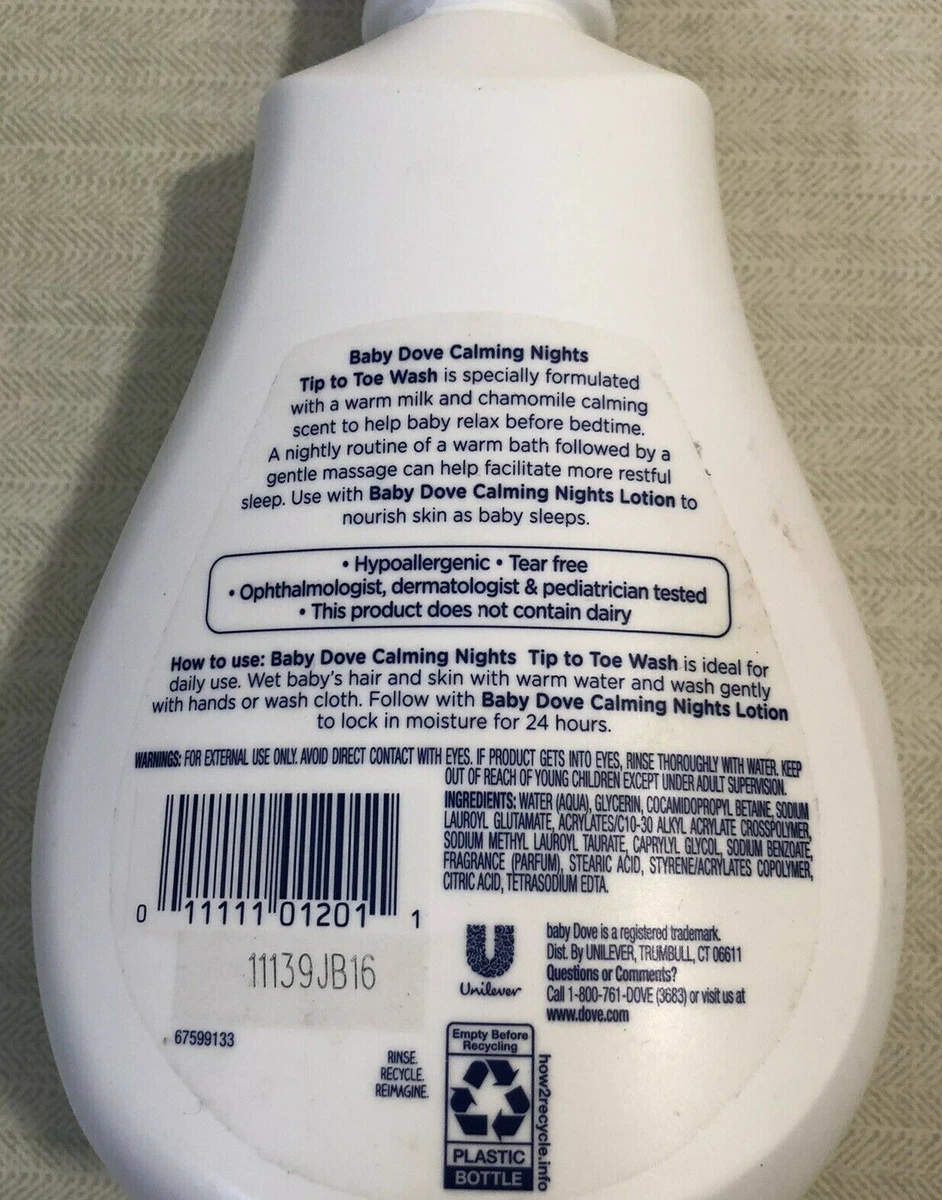 Baby Dove Calming Nights
Tip to Toe Wash is specially formulated
with a warm milk and chamomile calming
scent to help baby relax before bedtime.
A nightly routine of a warm bath followed by a
gentle massage can help facilitate more restful
sleep. Use with Baby Dove Calming Nights Lotion to
nourish skin as baby sleeps.
• Hypoallergenic • Tear free
• Ophthalmologist, dermatologist & pediatrician tested
• This product does not contain dairy
How to use: Baby Dove Calming Nights Tip to Toe Wash is ideal for
daily use. Wet baby's hair and skin with warm water and wash gently
with hands or wash cloth. Follow with Baby Dove Calming Nights Lotion
to lock in moisture for 24 hours.
WARNINGS: FOR EXTERNAL USE ONLY. AVOID DIRECT CONTACT WITH EYES. IF PRODUCT GETS INTO EYES, RINSE THOROUGHLY WITH WATER. KEEP
OUT OF REACH OF YOUNG CHILDREN EXCEPT UNDER ADULT SUPERVISION.
INGREDIENTS: WATER (AQUA), GLYCERIN, COCAMIDOPROPYL BETAINE, SODIUM
LAUROYL GLUTAMATE, ACRYLATES/C10-30 ALKYL ACRYLATE CROSSPOLYMER,
SODIUM METHYL LAUROYL TAURATE, CAPRYLYL GLYCOL, SODIUM BENZOATE,
FRAGRANCE (PARFUM), STEARIC ACID, STYRENE/ACRYLATES COPOLYMER,
CITRIC ACID, TETRASODIUM EDTA.
0 11111 01201 1
11139JB16
67599133
Unilever
baby Dove is a registered trademark.
Dist. By UNILEVER, TRUMBULL, CT 06611
Questions or Comments?
Call 1-800-761-DOVE (3683) or visit us at
www.dove.com
RINSE.
RECYCLE.
REIMAGINE.
Empty Before
Recycling
PLASTIC
BOTTLE
how2recycle.info